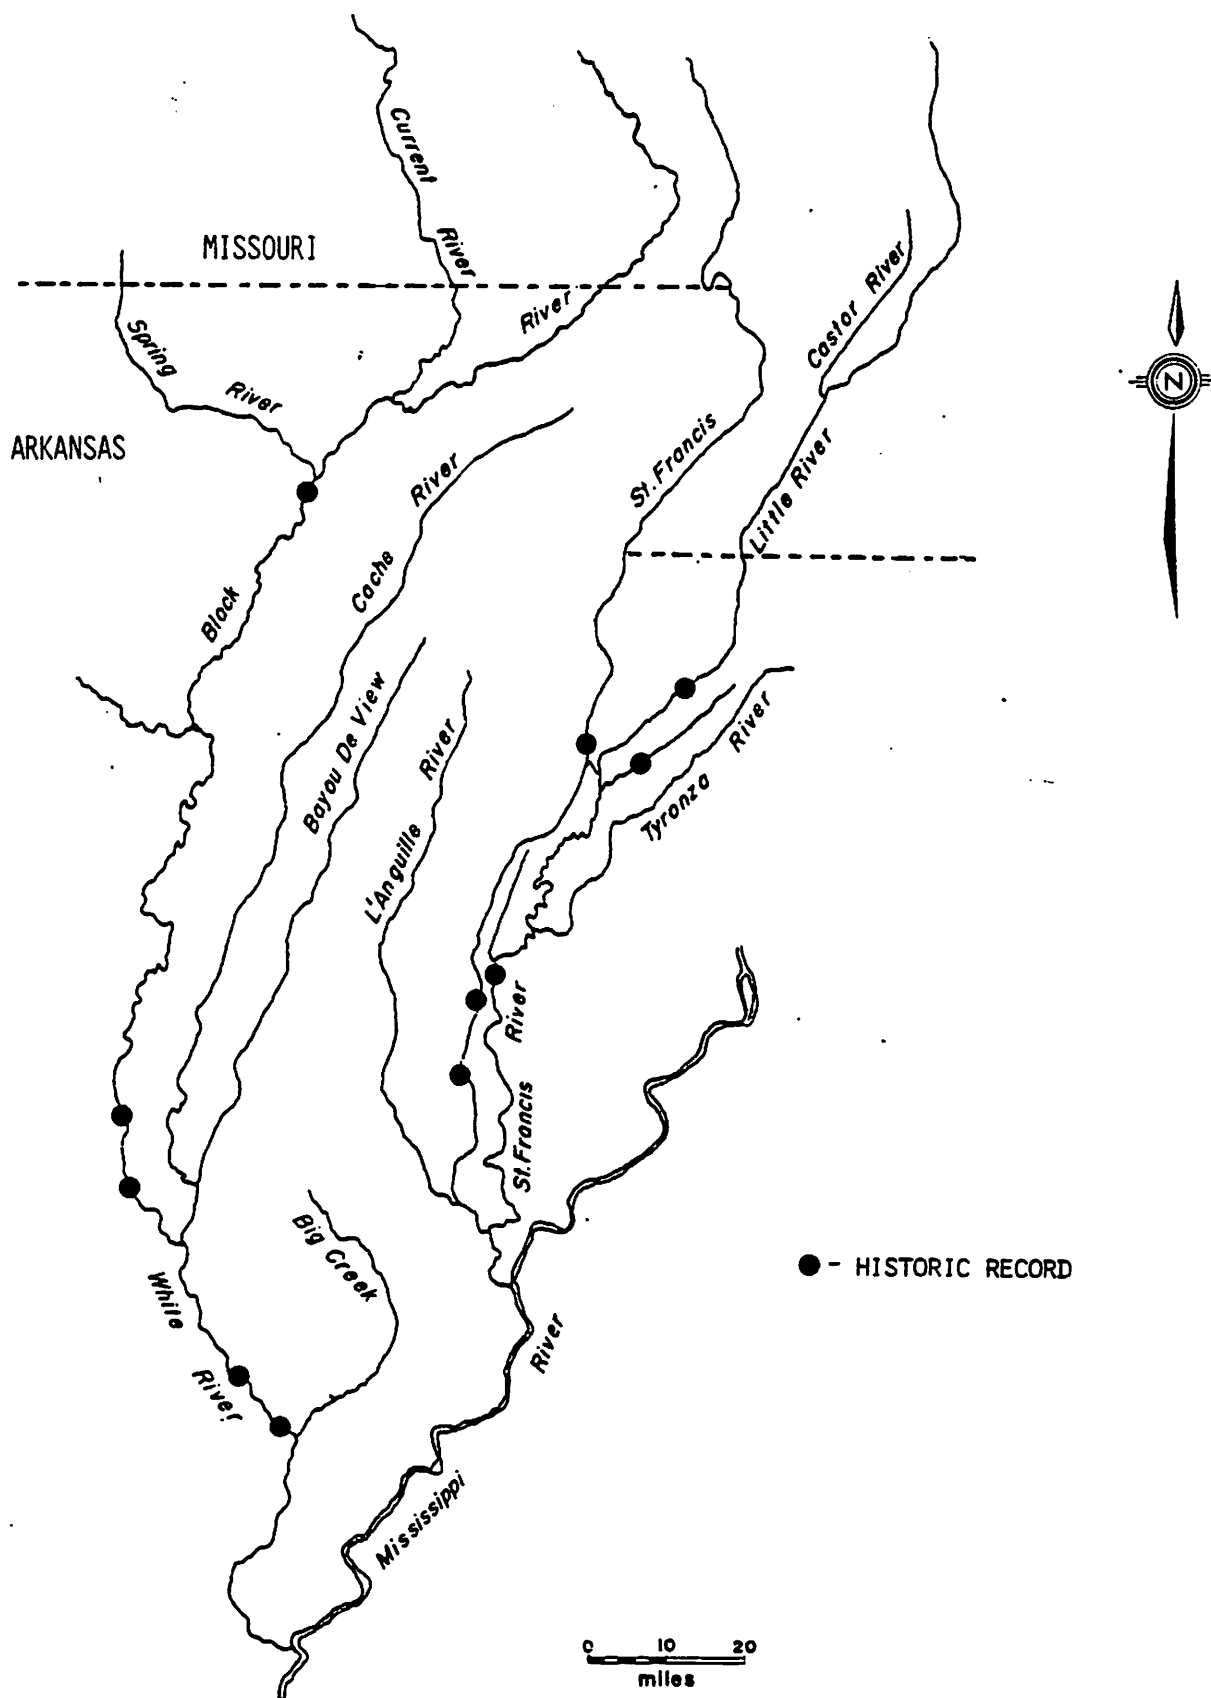 Current
River
MISSOURI
River
Castor River
Spring
River
ARKANSAS
River
St. Francis
Little River
Cache
Black
Bayou De View
River
River
Tyronza
L'Anguille
River
St. Francis
Big Creek
White
River
River
Mississippi
- HISTORIC RECORD
N
0 10 20
miles